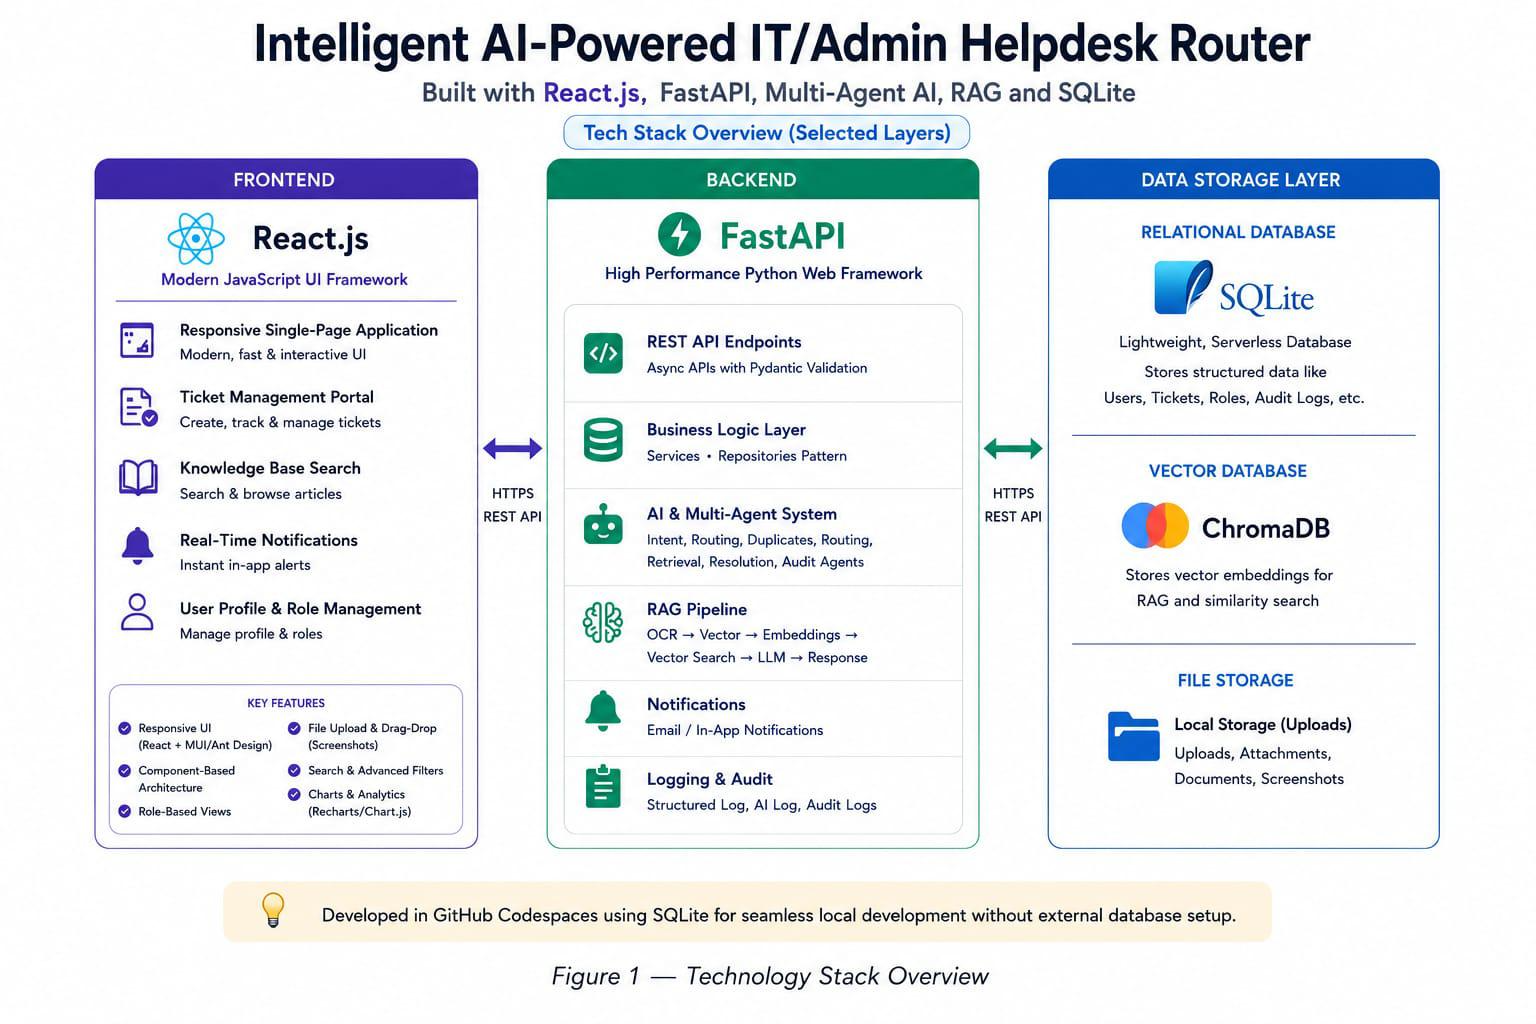 Intelligent AI-Powered IT/Admin Helpdesk Router
Built with React.js, FastAPI, Multi-Agent AI, RAG and SQLite
Tech Stack Overview (Selected Layers)
FRONTEND
React.js
Modern JavaScript UI Framework
Responsive Single-Page Application
Modern, fast & interactive UI
Ticket Management Portal
Create, track & manage tickets
Knowledge Base Search
Search & browse articles
Real-Time Notifications
Instant in-app alerts
User Profile & Role Management
Manage profile & roles
KEY FEATURES
Responsive UI
(React + MUI/Ant Design)
Component-Based
Architecture
Role-Based Views
File Upload & Drag-Drop
(Screenshots)
Search & Advanced Filters
Charts & Analytics
(Recharts/Chart.js)
HTTPS
REST API
BACKEND
FastAPI
High Performance Python Web Framework
</>
REST API Endpoints
Async APIs with Pydantic Validation
Business Logic Layer
Services • Repositories Pattern
AI & Multi-Agent System
Intent, Routing, Duplicates, Routing,
Retrieval, Resolution, Audit Agents
RAG Pipeline
OCR → Vector → Embeddings →
Vector Search → LLM → Response
Notifications
Email / In-App Notifications
Logging & Audit
Structured Log, AI Log, Audit Logs
HTTPS
REST API
DATA STORAGE LAYER
RELATIONAL DATABASE
SQLite
Lightweight, Serverless Database
Stores structured data like
Users, Tickets, Roles, Audit Logs, etc.
VECTOR DATABASE
ChromaDB
Stores vector embeddings for
RAG and similarity search
FILE STORAGE
Local Storage (Uploads)
Uploads, Attachments,
Documents, Screenshots
Developed in GitHub Codespaces using SQLite for seamless local development without external database setup.
Figure 1 — Technology Stack Overview